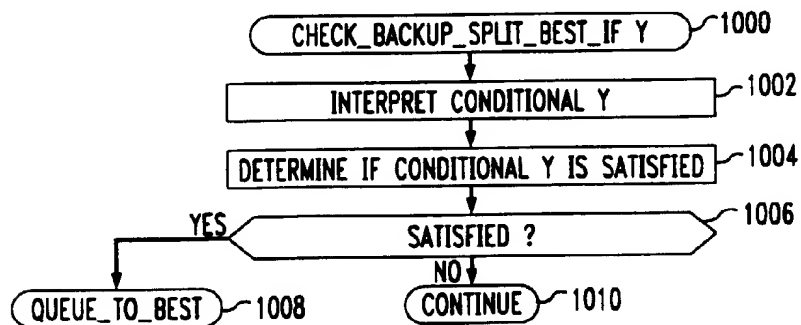 CHECK_BACKUP_SPLIT_BEST_IF Y
1000
INTERPRET CONDITIONAL Y
1002
DETERMINE IF CONDITIONAL Y IS SATISFIED
1004
SATISFIED ?
1006
YES
NO
QUEUE_TO_BEST
1008
CONTINUE
1010